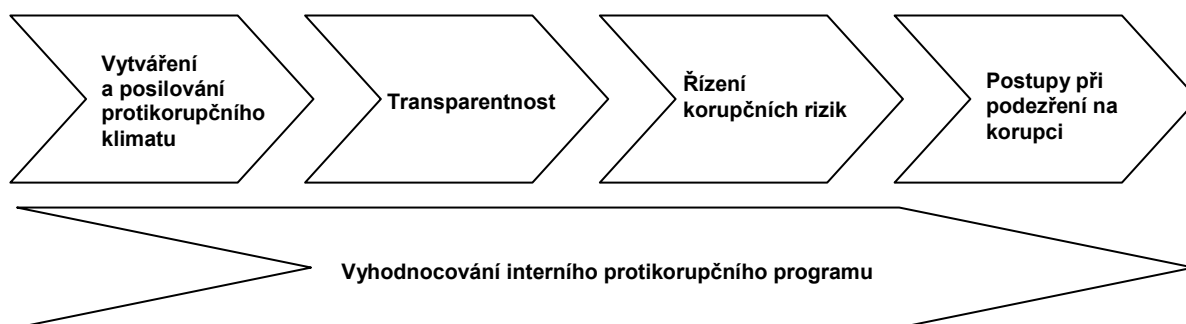 Vytváření
a posilování
protikorupčního
klimatu
Transparentnost
Řízení
korupčních rizik
Postupy při
podezření na
korupci
Vyhodnocování interního protikorupčního programu